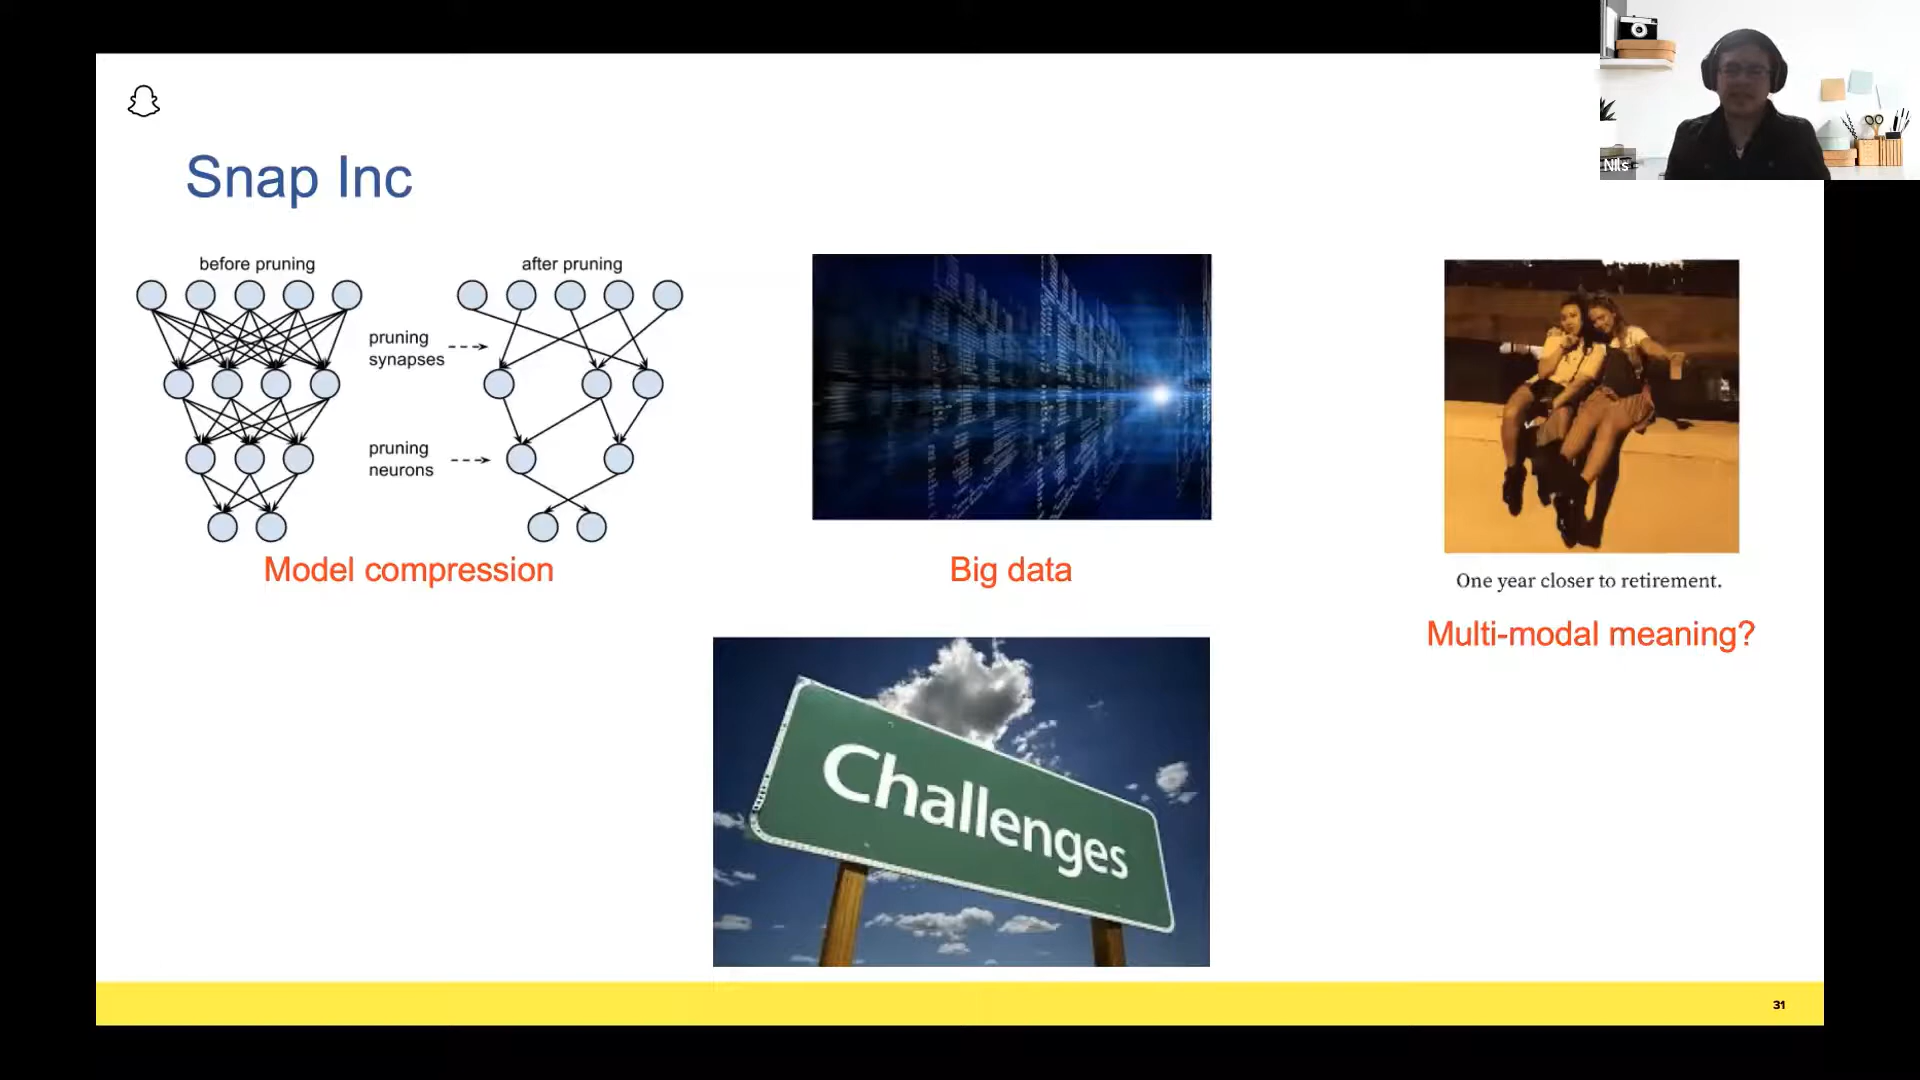 Nils
Snap Inc
before pruning
after pruning
pruning
synapses
pruning
neurons
Model compression
Big data
One year closer to retirement.
Multi-modal meaning?
Challenges
31